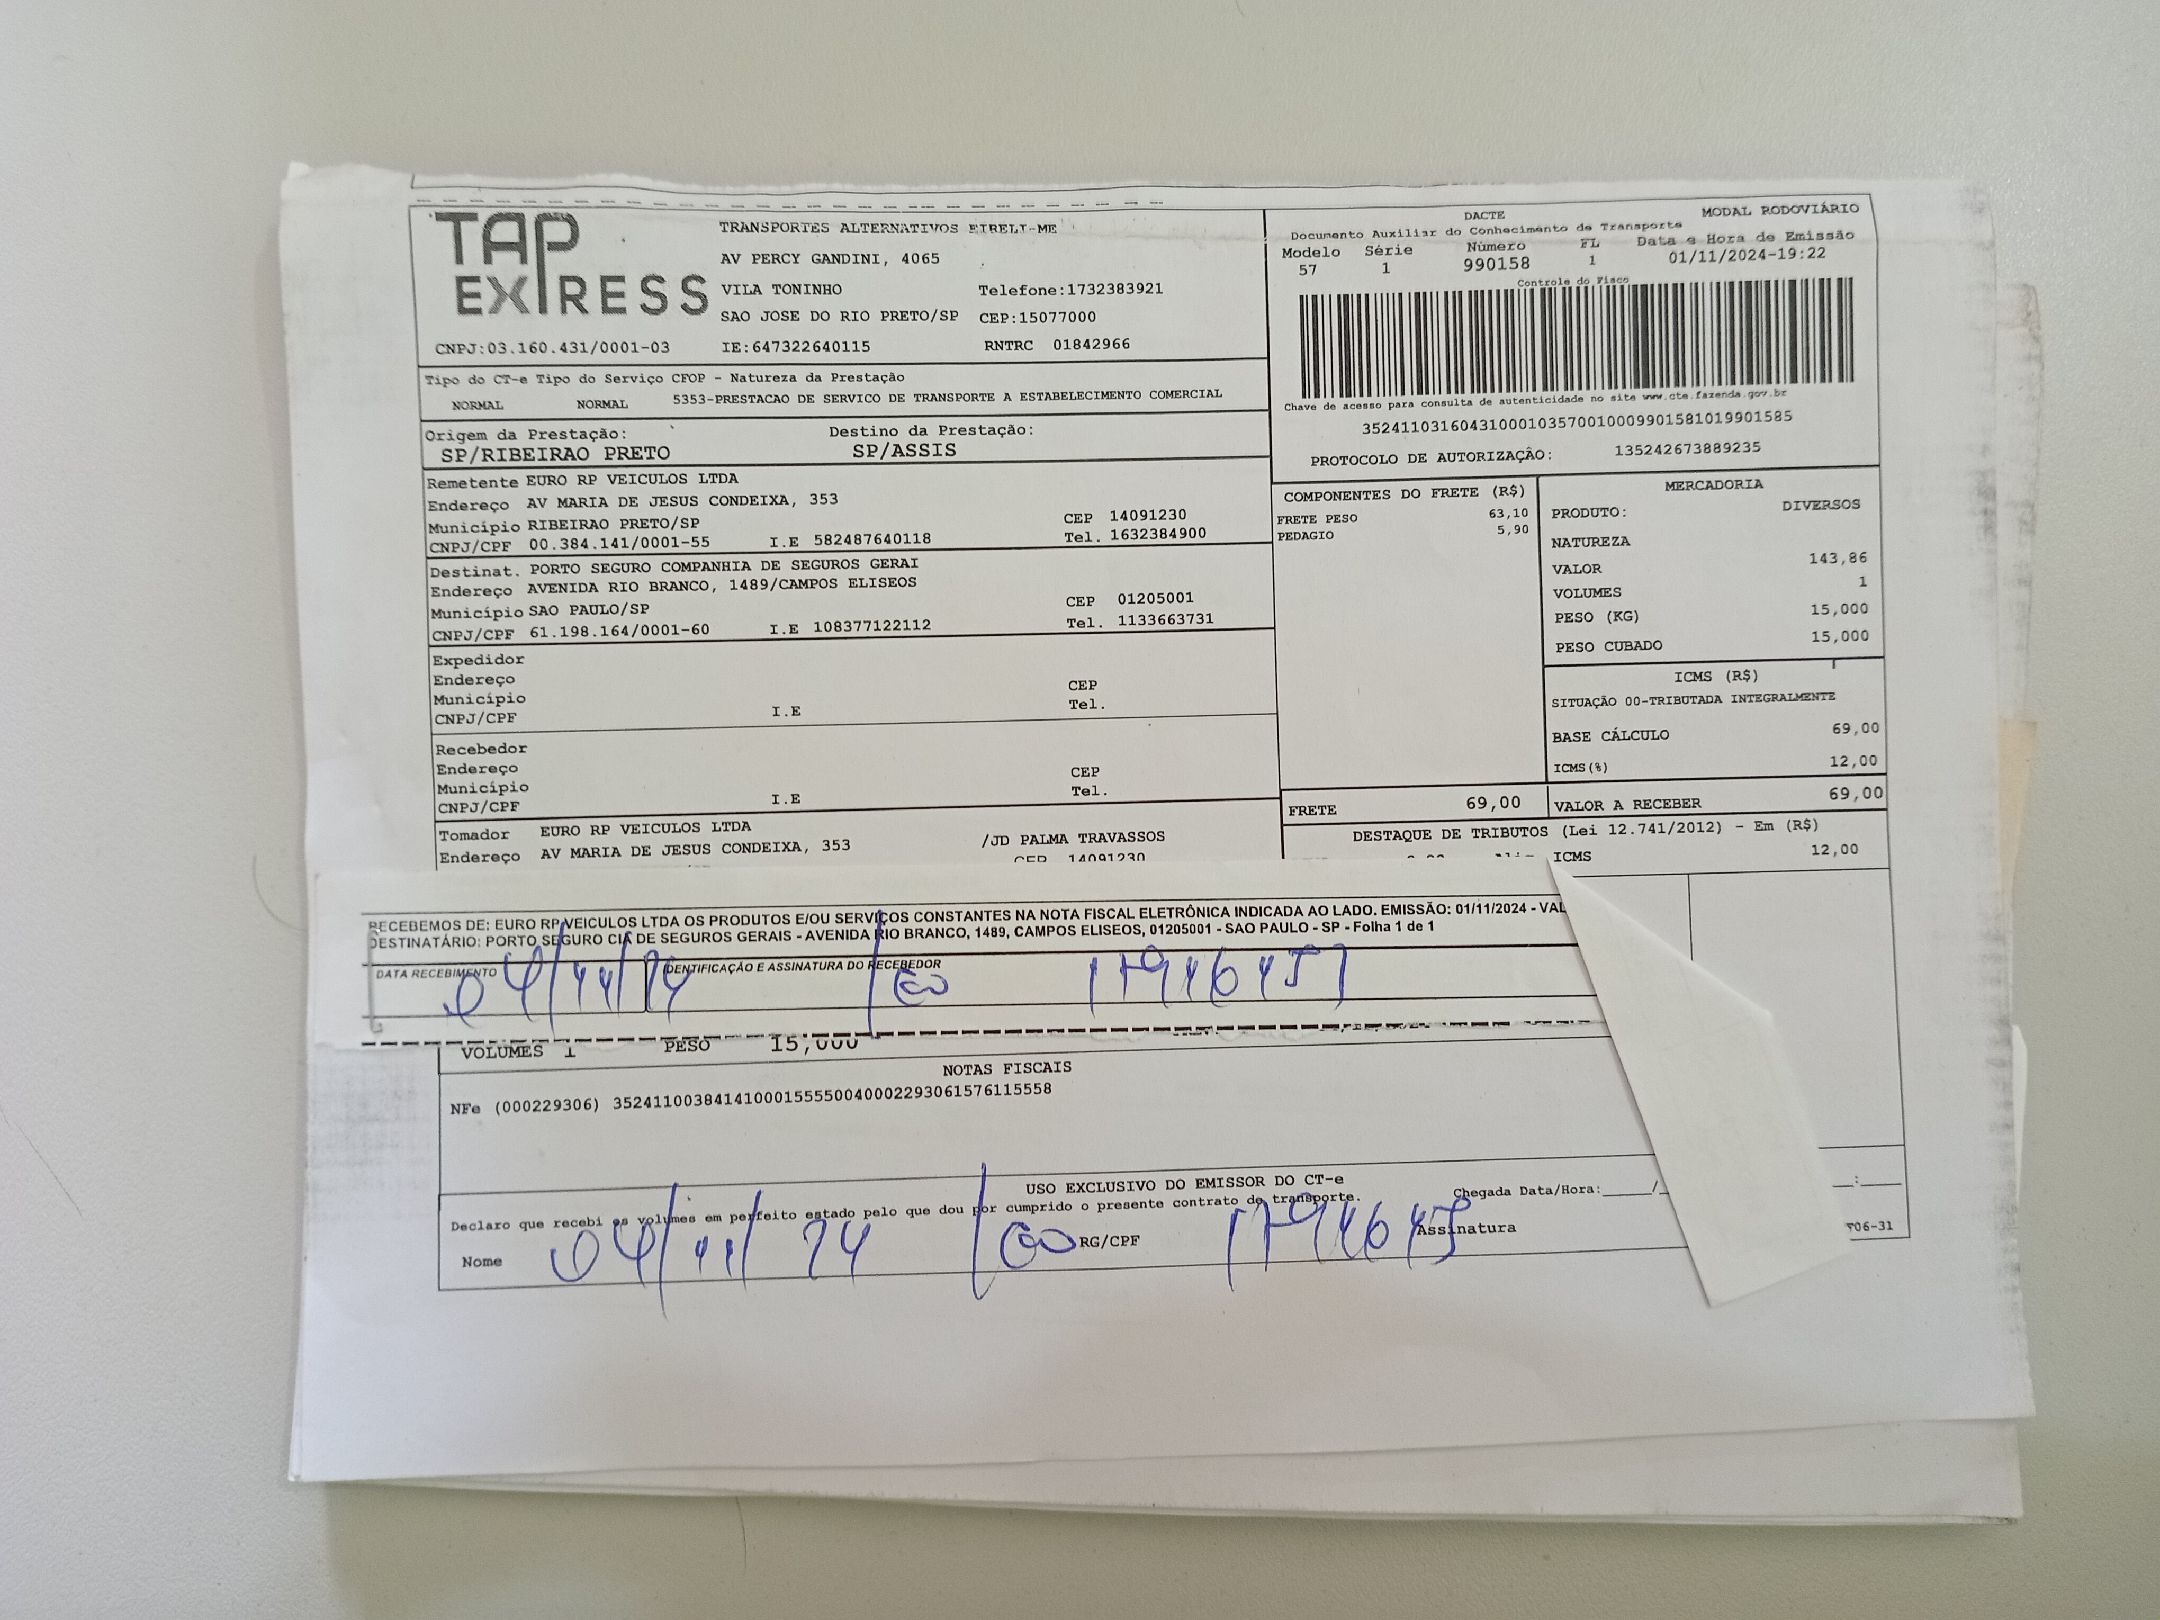 TAP EXPRESS
TRANSPORTES ALTERNATIVOS EIRELI-ME
AV PERCY GANDINI, 4065
VILA TONINHO Telefone:1732383921
SAO JOSE DO RIO PRETO/SP CEP:15077000
CNPJ:03.160.431/0001-03 IE:647322640115 RNTRC 01842966
DACTE MODAL RODOVIÁRIO
Documento Auxiliar do Conhecimento de Transporte
Modelo Série Número FL Data e Hora de Emissão
57 1 990158 1 01/11/2024-19:22
Controle do Fisco
Chave de acesso para consulta de autenticidade no site www.cte.fazenda.gov.br
35241103160431000103570010009901581019901585
PROTOCOLO DE AUTORIZAÇÃO: 135242673889235
Tipo do CT-e Tipo do Serviço CFOP - Natureza da Prestação
NORMAL NORMAL 5353-PRESTACAO DE SERVICO DE TRANSPORTE A ESTABELECIMENTO COMERCIAL
Origem da Prestação: Destino da Prestação:
SP/RIBEIRAO PRETO SP/ASSIS
Remetente EURO RP VEICULOS LTDA
Endereço AV MARIA DE JESUS CONDEIXA, 353
Município RIBEIRAO PRETO/SP CEP 14091230
CNPJ/CPF 00.384.141/0001-55 I.E 582487640118 Tel. 1632384900
Destinat. PORTO SEGURO COMPANHIA DE SEGUROS GERAI
Endereço AVENIDA RIO BRANCO, 1489/CAMPOS ELISEOS
Município SAO PAULO/SP CEP 01205001
CNPJ/CPF 61.198.164/0001-60 I.E 108377122112 Tel. 1133663731
Expedidor
Endereço
Município CEP
CNPJ/CPF I.E Tel.
Recebedor
Endereço
Município CEP
CNPJ/CPF I.E Tel.
Tomador EURO RP VEICULOS LTDA
Endereço AV MARIA DE JESUS CONDEIXA, 353 /JD PALMA TRAVASSOS
CEP 14091230
COMPONENTES DO FRETE (R$)
FRETE PESO 63,10
PEDAGIO 5,90
MERCADORIA
PRODUTO: DIVERSOS
NATUREZA
VALOR 143,86
VOLUMES 1
PESO (KG) 15,000
PESO CUBADO 15,000
ICMS (R$)
SITUAÇÃO 00-TRIBUTADA INTEGRALMENTE
BASE CÁLCULO 69,00
ICMS(%) 12,00
FRETE 69,00 VALOR A RECEBER 69,00
DESTAQUE DE TRIBUTOS (Lei 12.741/2012) - Em (R$)
ICMS 12,00
RECEBEMOS DE: EURO RP VEICULOS LTDA OS PRODUTOS E/OU SERVIÇOS CONSTANTES NA NOTA FISCAL ELETRÔNICA INDICADA AO LADO. EMISSÃO: 01/11/2024 - VAL
DESTINATÁRIO: PORTO SEGURO CIA DE SEGUROS GERAIS - AVENIDA RIO BRANCO, 1489, CAMPOS ELISEOS, 01205001 - SAO PAULO - SP - Folha 1 de 1
DATA RECEBIMENTO IDENTIFICAÇÃO E ASSINATURA DO RECEBEDOR
04/11/24
VOLUMES 1 PESO 15,000
NOTAS FISCAIS
NFe (000229306) 35241100384141000155550040002293061576115558
USO EXCLUSIVO DO EMISSOR DO CT-e
Declaro que recebi os volumes em perfeito estado pelo que dou por cumprido o presente contrato de transporte. Chegada Data/Hora:
Nome 04/11/24 RG/CPF Assinatura